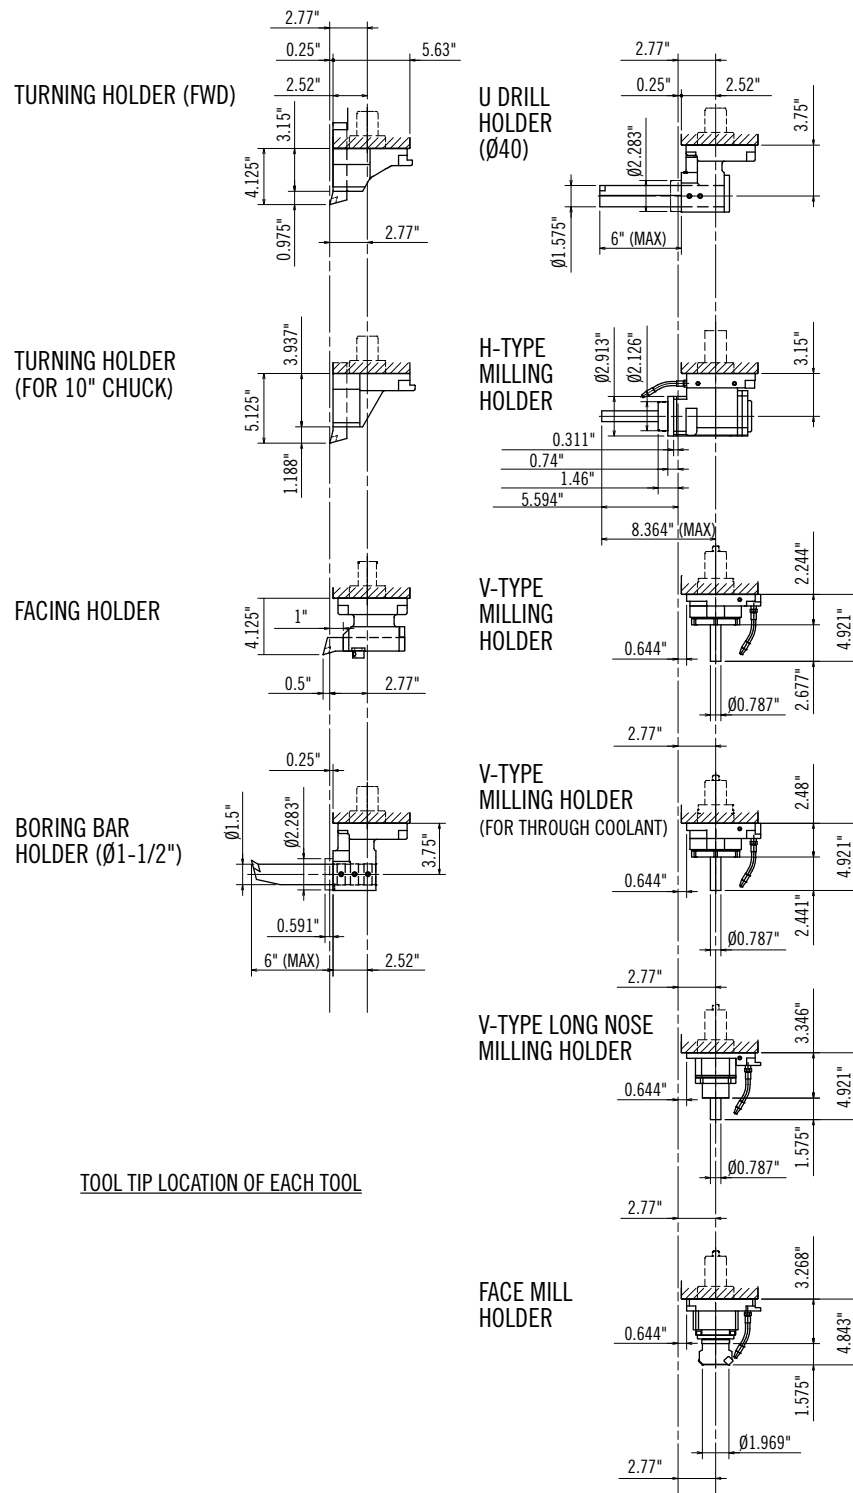 2.77"
0.25"
5.63"
2.52"
TURNING HOLDER (FWD)
3.15"
4.125"
0.975"
2.77"
TURNING HOLDER
(FOR 10" CHUCK)
3.937"
5.125"
1.188"
FACING HOLDER
4.125"
1"
0.5"
2.77"
0.25"
BORING BAR
HOLDER (Ø1-1/2")
Ø1.5"
Ø2.283"
3.75"
0.591"
6" (MAX)
2.52"
TOOL TIP LOCATION OF EACH TOOL
2.77"
0.25"
2.52"
U DRILL
HOLDER
(Ø40)
Ø2.283"
3.75"
Ø1.575"
6" (MAX)
H-TYPE
MILLING
HOLDER
Ø2.913"
Ø2.126"
3.15"
0.311"
0.74"
1.46"
5.594"
8.364" (MAX)
V-TYPE
MILLING
HOLDER
2.244"
4.921"
0.644"
2.677"
Ø0.787"
2.77"
V-TYPE
MILLING HOLDER
(FOR THROUGH COOLANT)
2.48"
4.921"
0.644"
2.441"
Ø0.787"
2.77"
V-TYPE LONG NOSE
MILLING HOLDER
3.346"
4.921"
0.644"
1.575"
Ø0.787"
2.77"
FACE MILL
HOLDER
3.268"
4.843"
0.644"
1.575"
Ø1.969"
2.77"